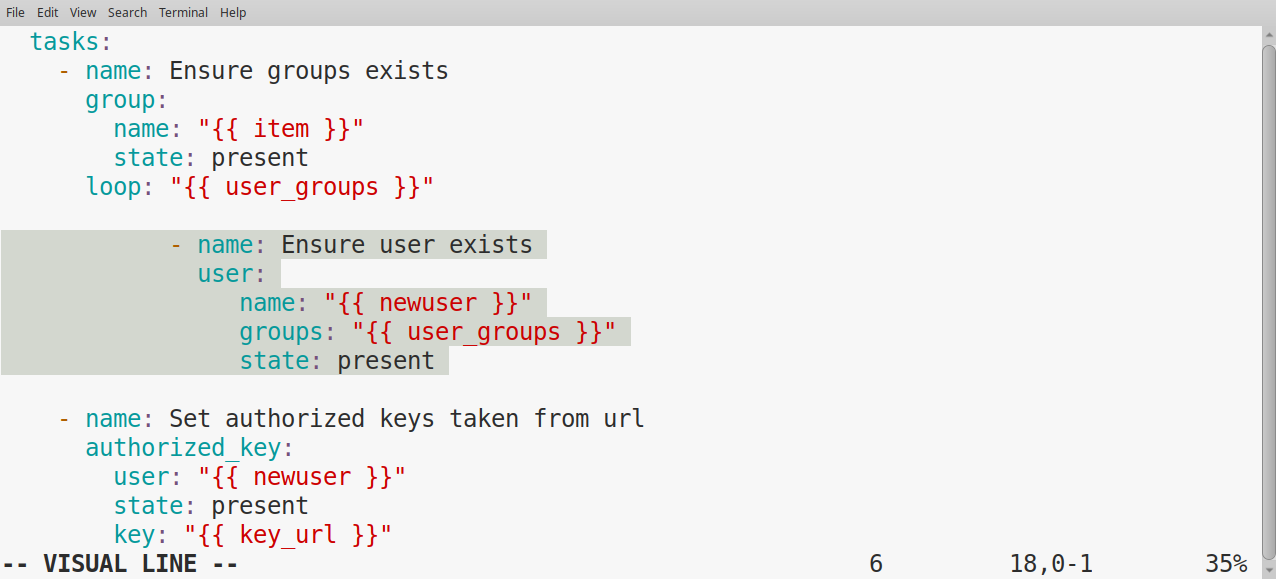 File Edit View Search Terminal Help
  tasks:
    - name: Ensure groups exists
      group:
        name: "{{ item }}"
        state: present
      loop: "{{ user_groups }}"

            - name: Ensure user exists
              user:
                 name: "{{ newuser }}"
                 groups: "{{ user_groups }}"
                 state: present

    - name: Set authorized keys taken from url
      authorized_key:
        user: "{{ newuser }}"
        state: present
        key: "{{ key_url }}"
-- VISUAL LINE -- 6 18,0-1 35%